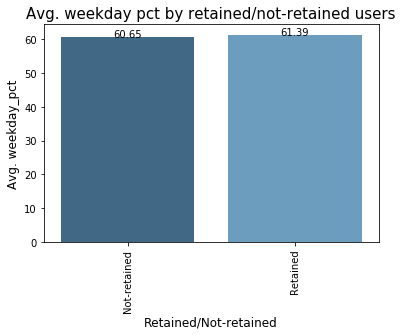 Avg. weekday pct by retained/not-retained users
60.65
61.39
60
50
40
30
20
10
0
Avg. weekday_pct
Not-retained
Retained
Retained/Not-retained